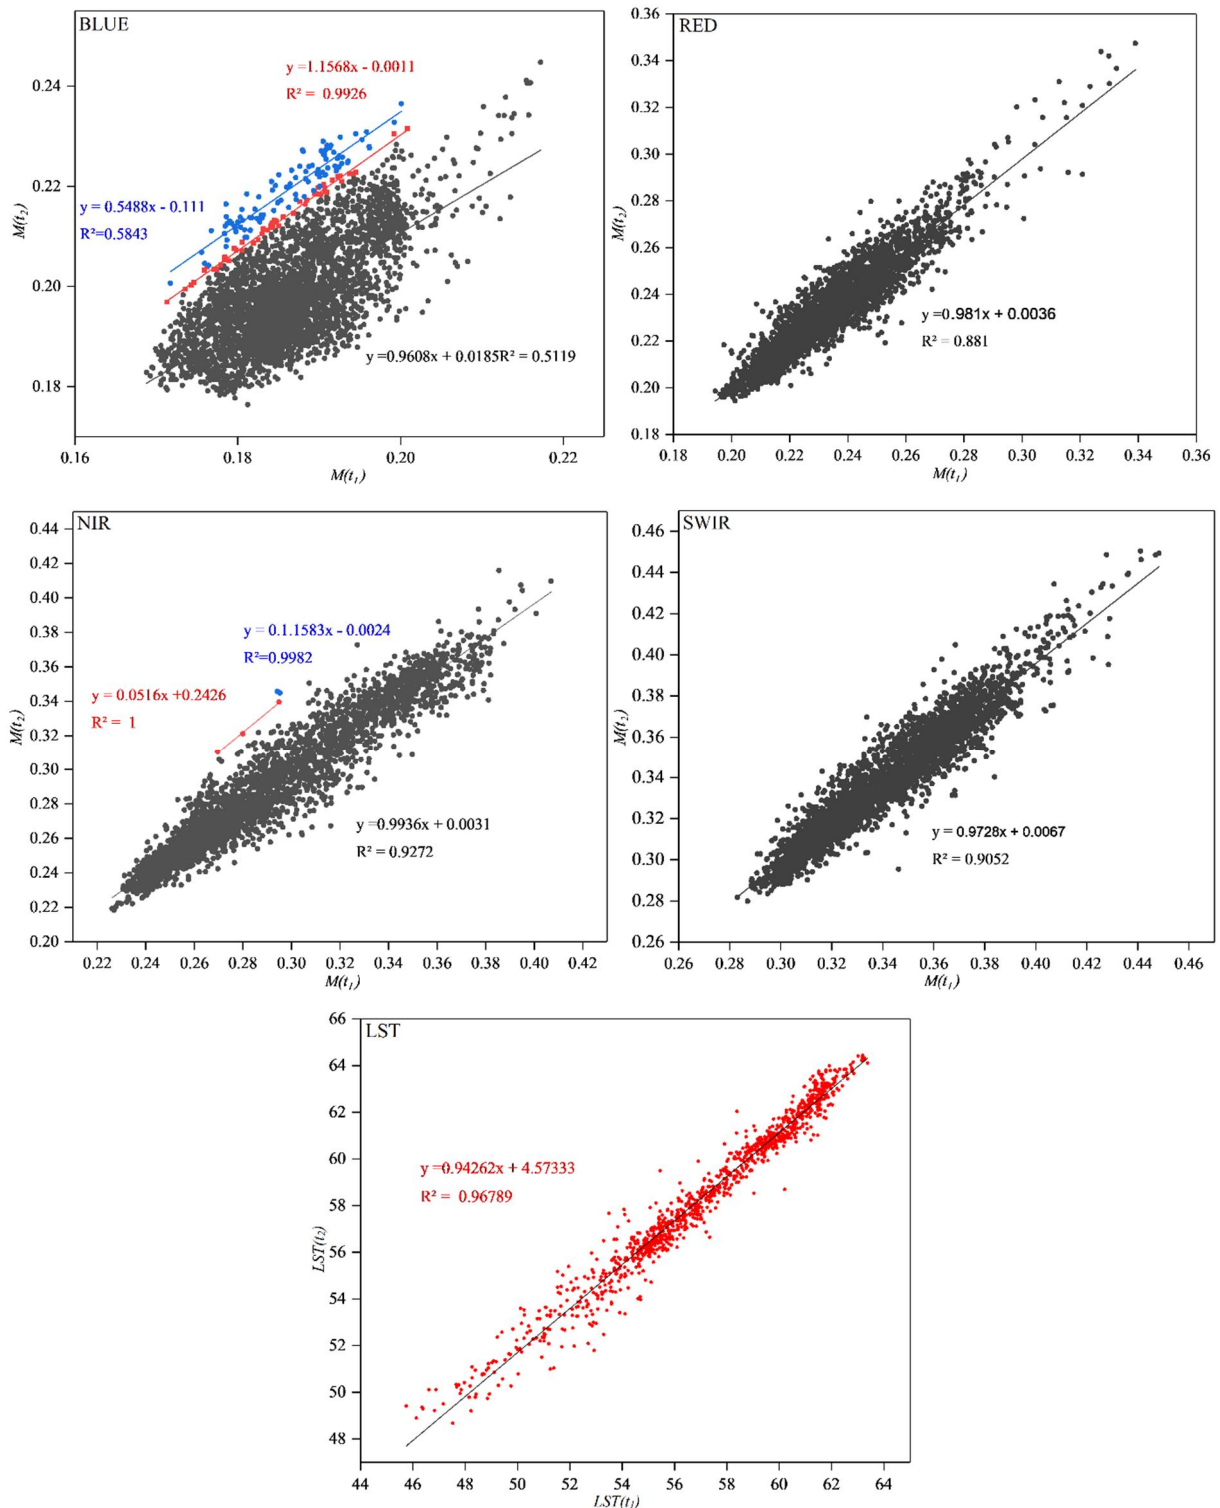 BLUE
y =1.1568x - 0.0011
R² = 0.9926
y = 0.5488x - 0.111
R²=0.5843
y =0.9608x + 0.0185R² = 0.5119
0.24
0.22
0.20
0.18
M(t₂)
0.16 0.18 0.20 0.22
M(t₁)
RED
0.36
0.34
0.32
0.30
0.28
0.26
0.24
0.22
0.20
0.18
M(t₂)
y =0.981x + 0.0036
R² = 0.881
0.18 0.20 0.22 0.24 0.26 0.28 0.30 0.32 0.34 0.36
M(t₁)
NIR
0.44
0.42
0.40
0.38
0.36
0.34
0.32
0.30
0.28
0.26
0.24
0.22
0.20
M(t₂)
y = 0.1.1583x - 0.0024
R²=0.9982
y = 0.0516x +0.2426
R² = 1
y =0.9936x + 0.0031
R² = 0.9272
0.22 0.24 0.26 0.28 0.30 0.32 0.34 0.36 0.38 0.40 0.42
M(t₁)
SWIR
0.46
0.44
0.42
0.40
0.38
0.36
0.34
0.32
0.30
0.28
0.26
M(t₂)
y = 0.9728x + 0.0067
R² = 0.9052
0.26 0.28 0.30 0.32 0.34 0.36 0.38 0.40 0.42 0.44 0.46
M(t₁)
LST
66
64
62
60
58
56
54
52
50
48
LST(t₂)
y =0.94262x + 4.57333
R² = 0.96789
44 46 48 50 52 54 56 58 60 62 64
LST(t₁)